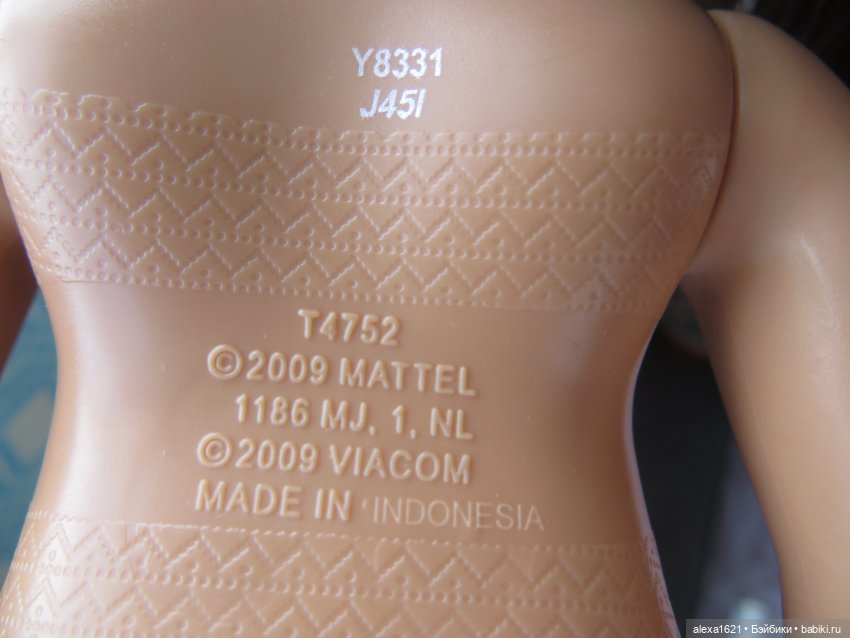 Y8331
J45I
T4752
©2009 MATTEL
1186 MJ, 1, NL
©2009 VIACOM
MADE IN INDONESIA
alexa1621 • Бэйбики • babiki.ru